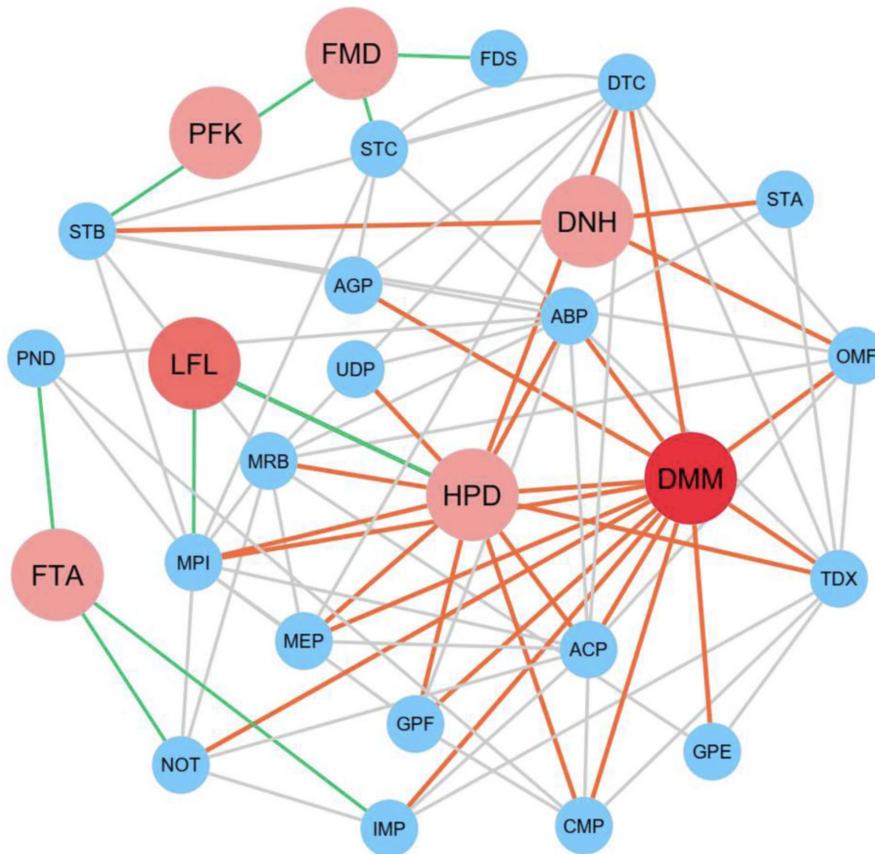 FMD
FDS
DTC
PFK
STC
STA
STB
DNH
AGP
ABP
PND
LFL
UDP
OMF
MRB
HPD
DMM
MPI
FTA
TDX
MEP
ACP
GPF
GPE
NOT
IMP
CMP